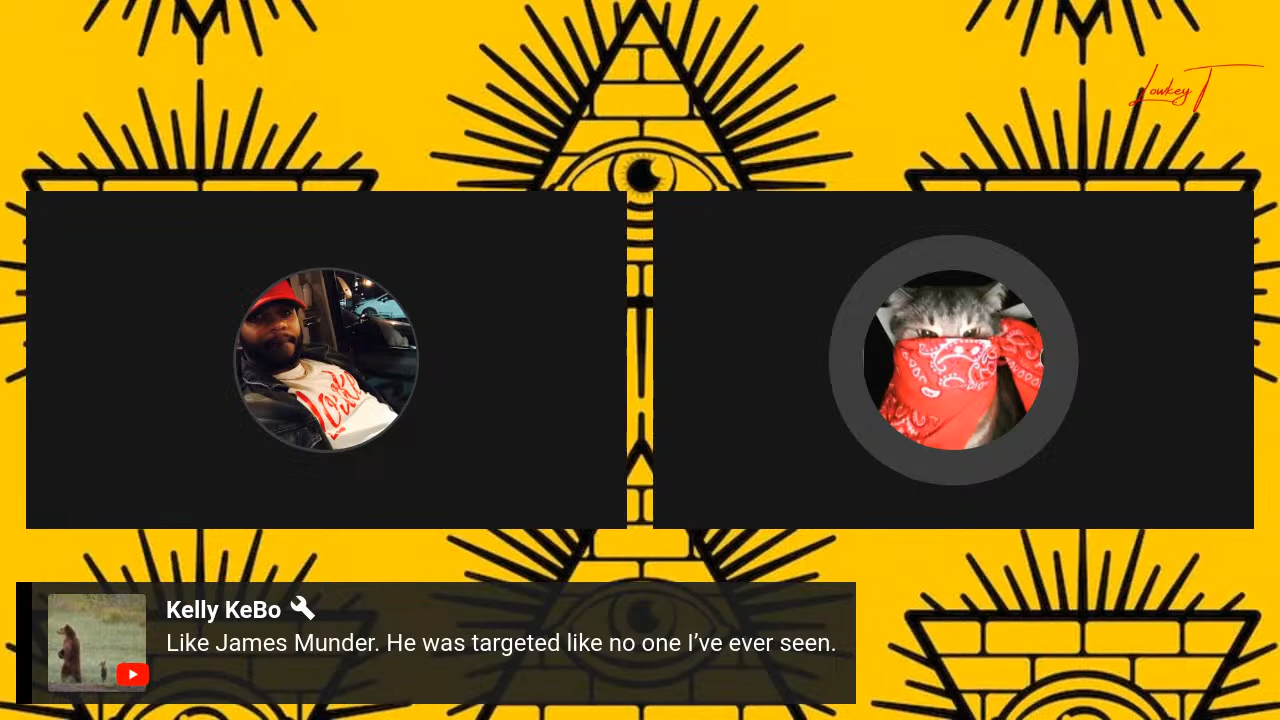 Lowkey T
Kelly KeBo
Like James Munder. He was targeted like no one I’ve ever seen.